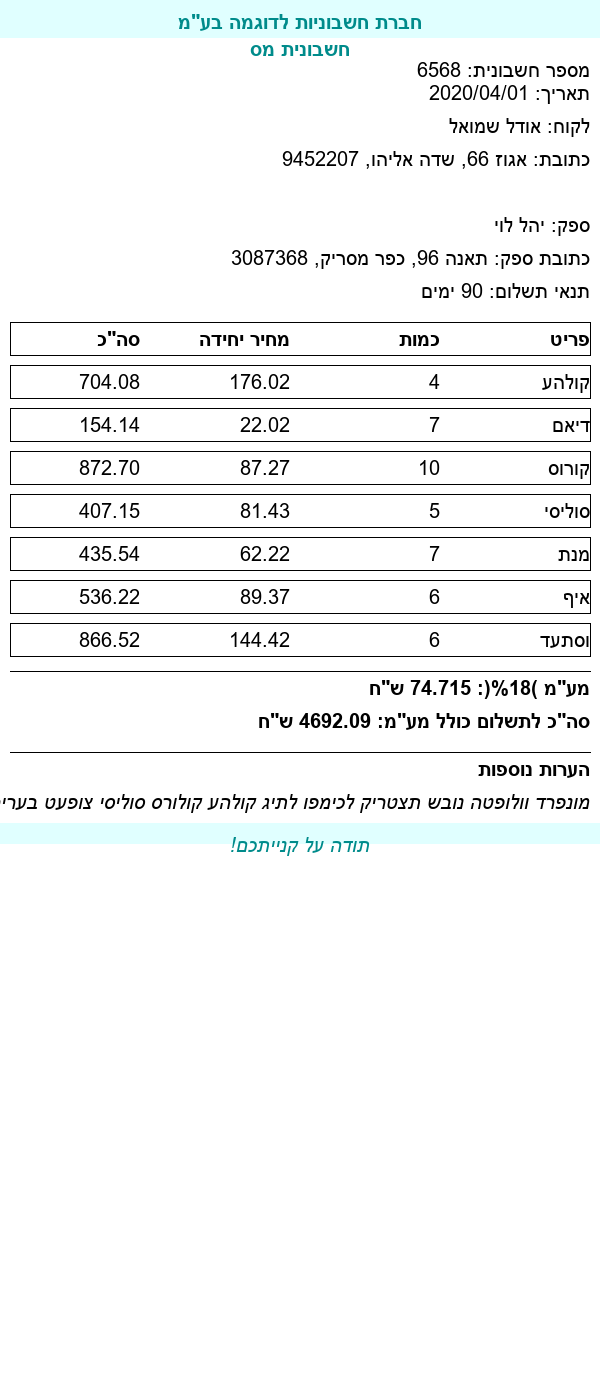 חברת חשבוניות לדוגמה בע"מ
חשבונית מס
מספר חשבונית: 6568
תאריך: 2020/04/01
לקוח: אודל שמואל
כתובת: אגוז 66, שדה אליהו, 9452207
ספק: יהל לוי
כתובת ספק: תאנה 96, כפר מסריק, 3087368
תנאי תשלום: 90 ימים
פריט כמות מחיר יחידה סה"כ
קולהע 4 176.02 704.08
דיאם 7 22.02 154.14
קורוס 10 87.27 872.70
סוליסי 5 81.43 407.15
מנת 7 62.22 435.54
איף 6 89.37 536.22
וסתעד 6 144.42 866.52
מע"מ (18%): 74.715 ש"ח
סה"כ לתשלום כולל מע"מ: 4692.09 ש"ח
הערות נוספות
מונפרד וולופטה נובש תצטריק לכימפו לתיג קולהע קולורס סוליסי צופעט
תודה על קנייתכם!